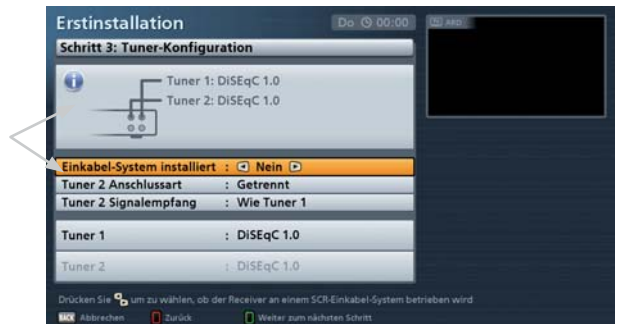 Erstinstallation
Do 00:00
ARD
Schritt 3: Tuner-Konfiguration
Tuner 1: DiSEqC 1.0
Tuner 2: DiSEqC 1.0
Einkabel-System installiert : Nein
Tuner 2 Anschlussart : Getrennt
Tuner 2 Signalempfang : Wie Tuner 1
Tuner 1 : DiSEqC 1.0
Tuner 2 : DiSEqC 1.0
Drücken Sie um zu wählen, ob der Receiver an einem SCR-Einkabel-System betrieben wird
BACK Abbrechen Zurück Weiter zum nächsten Schritt